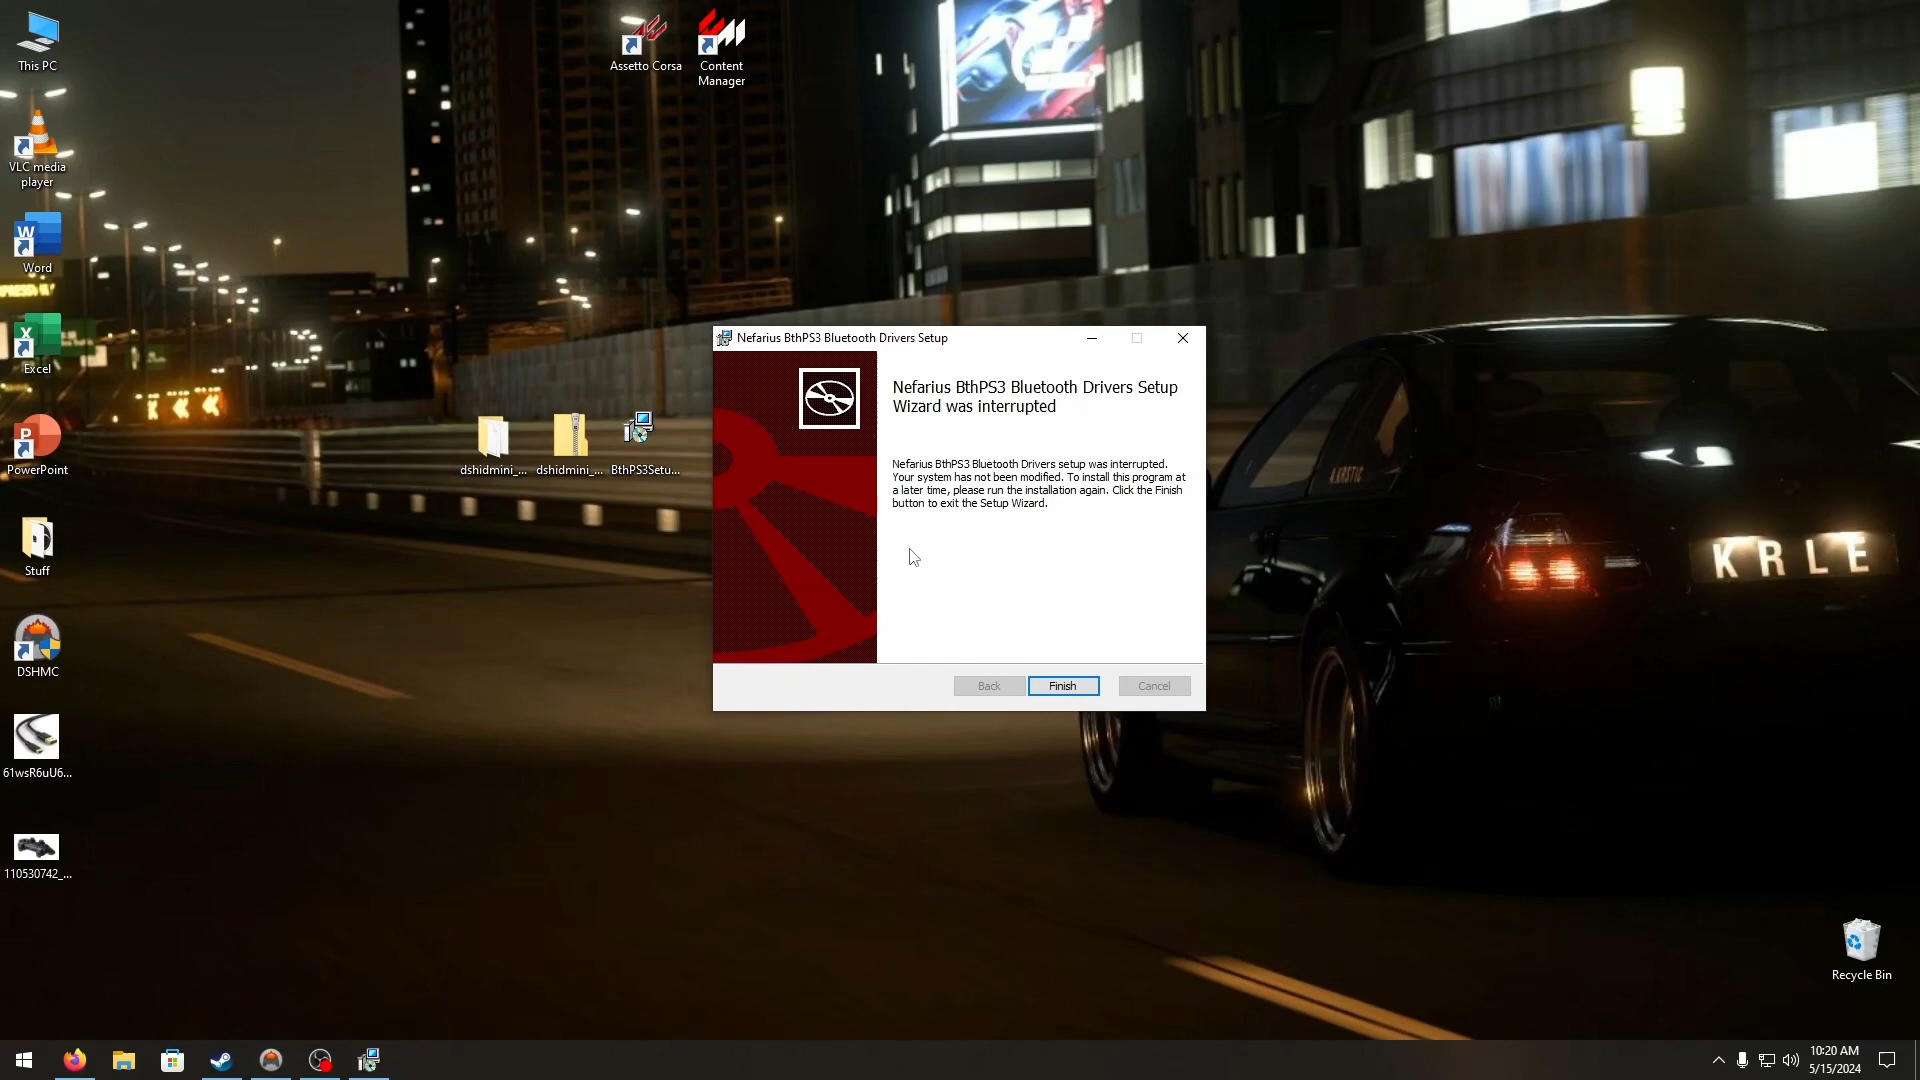 This PC
VLC media
player
Word
Excel
PowerPoint
Stuff
DSHMC
61wsR6uU6...
110530742_...
Assetto Corsa
Content
Manager
dshidmini_...
dshidmini_...
BthPS3Setu...
Nefarius BthPS3 Bluetooth Drivers Setup
Nefarius BthPS3 Bluetooth Drivers Setup
Wizard was interrupted
Nefarius BthPS3 Bluetooth Drivers setup was interrupted.
Your system has not been modified. To install this program at
a later time, please run the installation again. Click the Finish
button to exit the Setup Wizard.
Back
Finish
Cancel
A.KRSTIC
KRLE
Recycle Bin
10:20 AM
5/15/2024